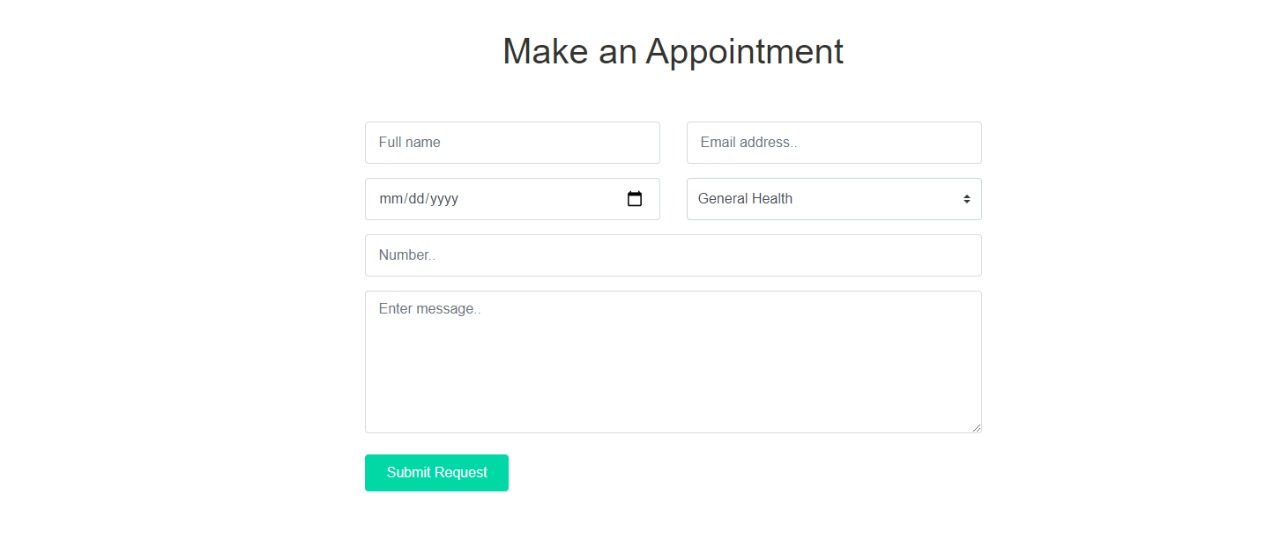 Make an Appointment
Full name
Email address..
mm/dd/yyyy
General Health
Number..
Enter message..
Submit Request